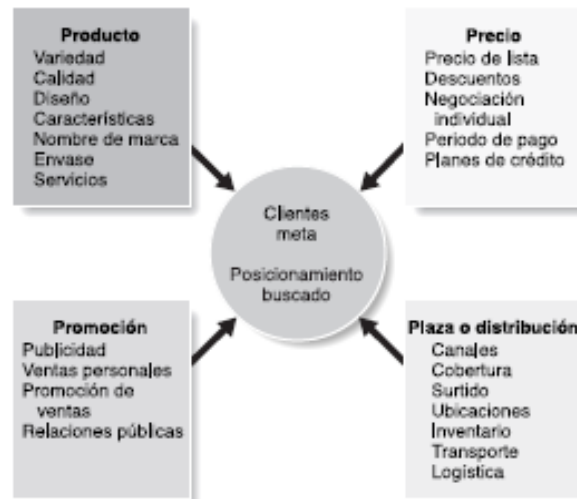 Producto
Variedad
Calidad
Diseño
Características
Nombre de marca
Envase
Servicios
Precio
Precio de lista
Descuentos
Negociación
individual
Periodo de pago
Planes de crédito
Clientes
meta
Posicionamiento
buscado
Promoción
Publicidad
Ventas personales
Promoción de
ventas
Relaciones públicas
Plaza o distribución
Canales
Cobertura
Surtido
Ubicaciones
Inventario
Transporte
Logística